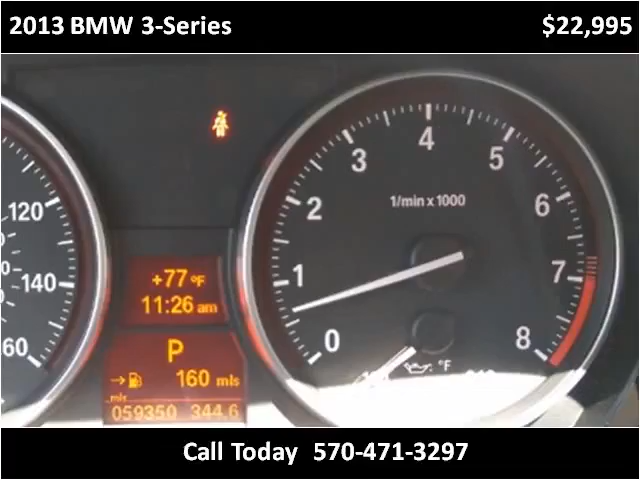 2013 BMW 3-Series $22,995
4
3 5
1/min x 1000
2 6
120
+77 °F
1 7
140
11:26 am
0 8
60
P
°F
160 mls
mls
059350 344.6
Call Today 570-471-3297